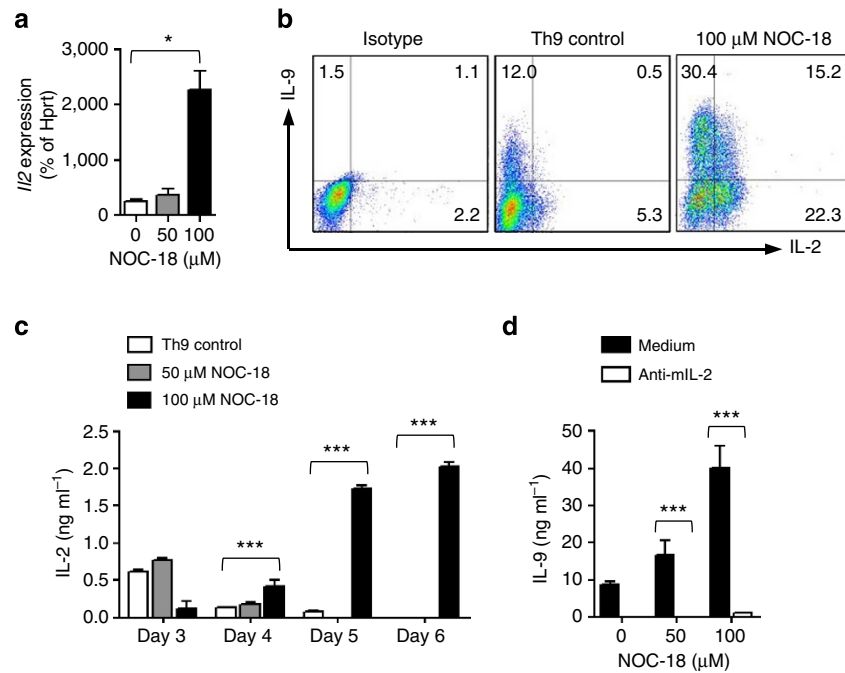 a
*
3,000
2,000
1,000
0
Il2 expression
(% of Hprt)
0 50 100
NOC-18 (μM)
b
Isotype
Th9 control
100 μM NOC-18
IL-9
1.5 1.1
2.2
12.0 0.5
5.3
30.4 15.2
22.3
IL-2
c
Th9 control
50 μM NOC-18
100 μM NOC-18
2.5
2.0
1.5
1.0
0.5
0.0
IL-2 (ng ml⁻¹)
***
***
***
Day 3 Day 4 Day 5 Day 6
d
Medium
Anti-mIL-2
50
40
30
20
10
0
IL-9 (ng ml⁻¹)
***
***
0 50 100
NOC-18 (μM)